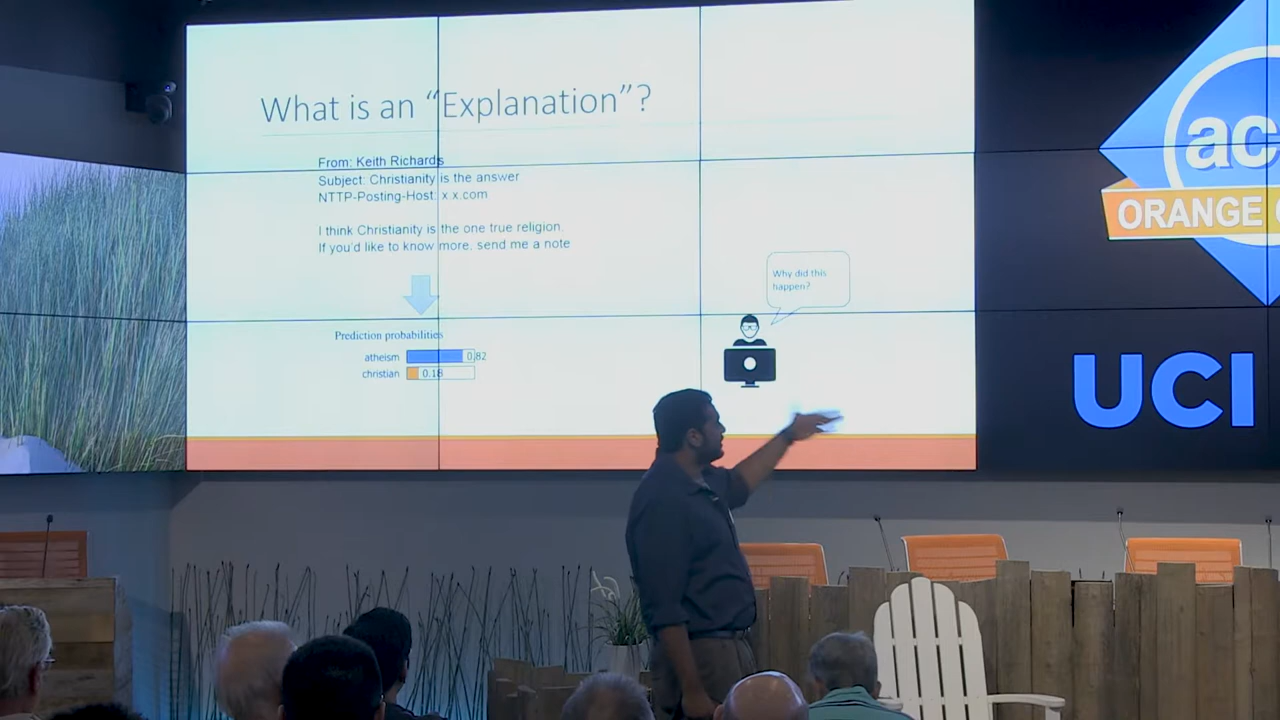 What is an “Explanation”?
From: Keith Richards
Subject: Christianity is the answer
NTTP-Posting-Host: x x.com
I think Christianity is the one true religion.
If you'd like to know more, send me a note
Why did this
happen?
Prediction probabilities
atheism 0.82
christian 0.18
ac
ORANGE
UCI